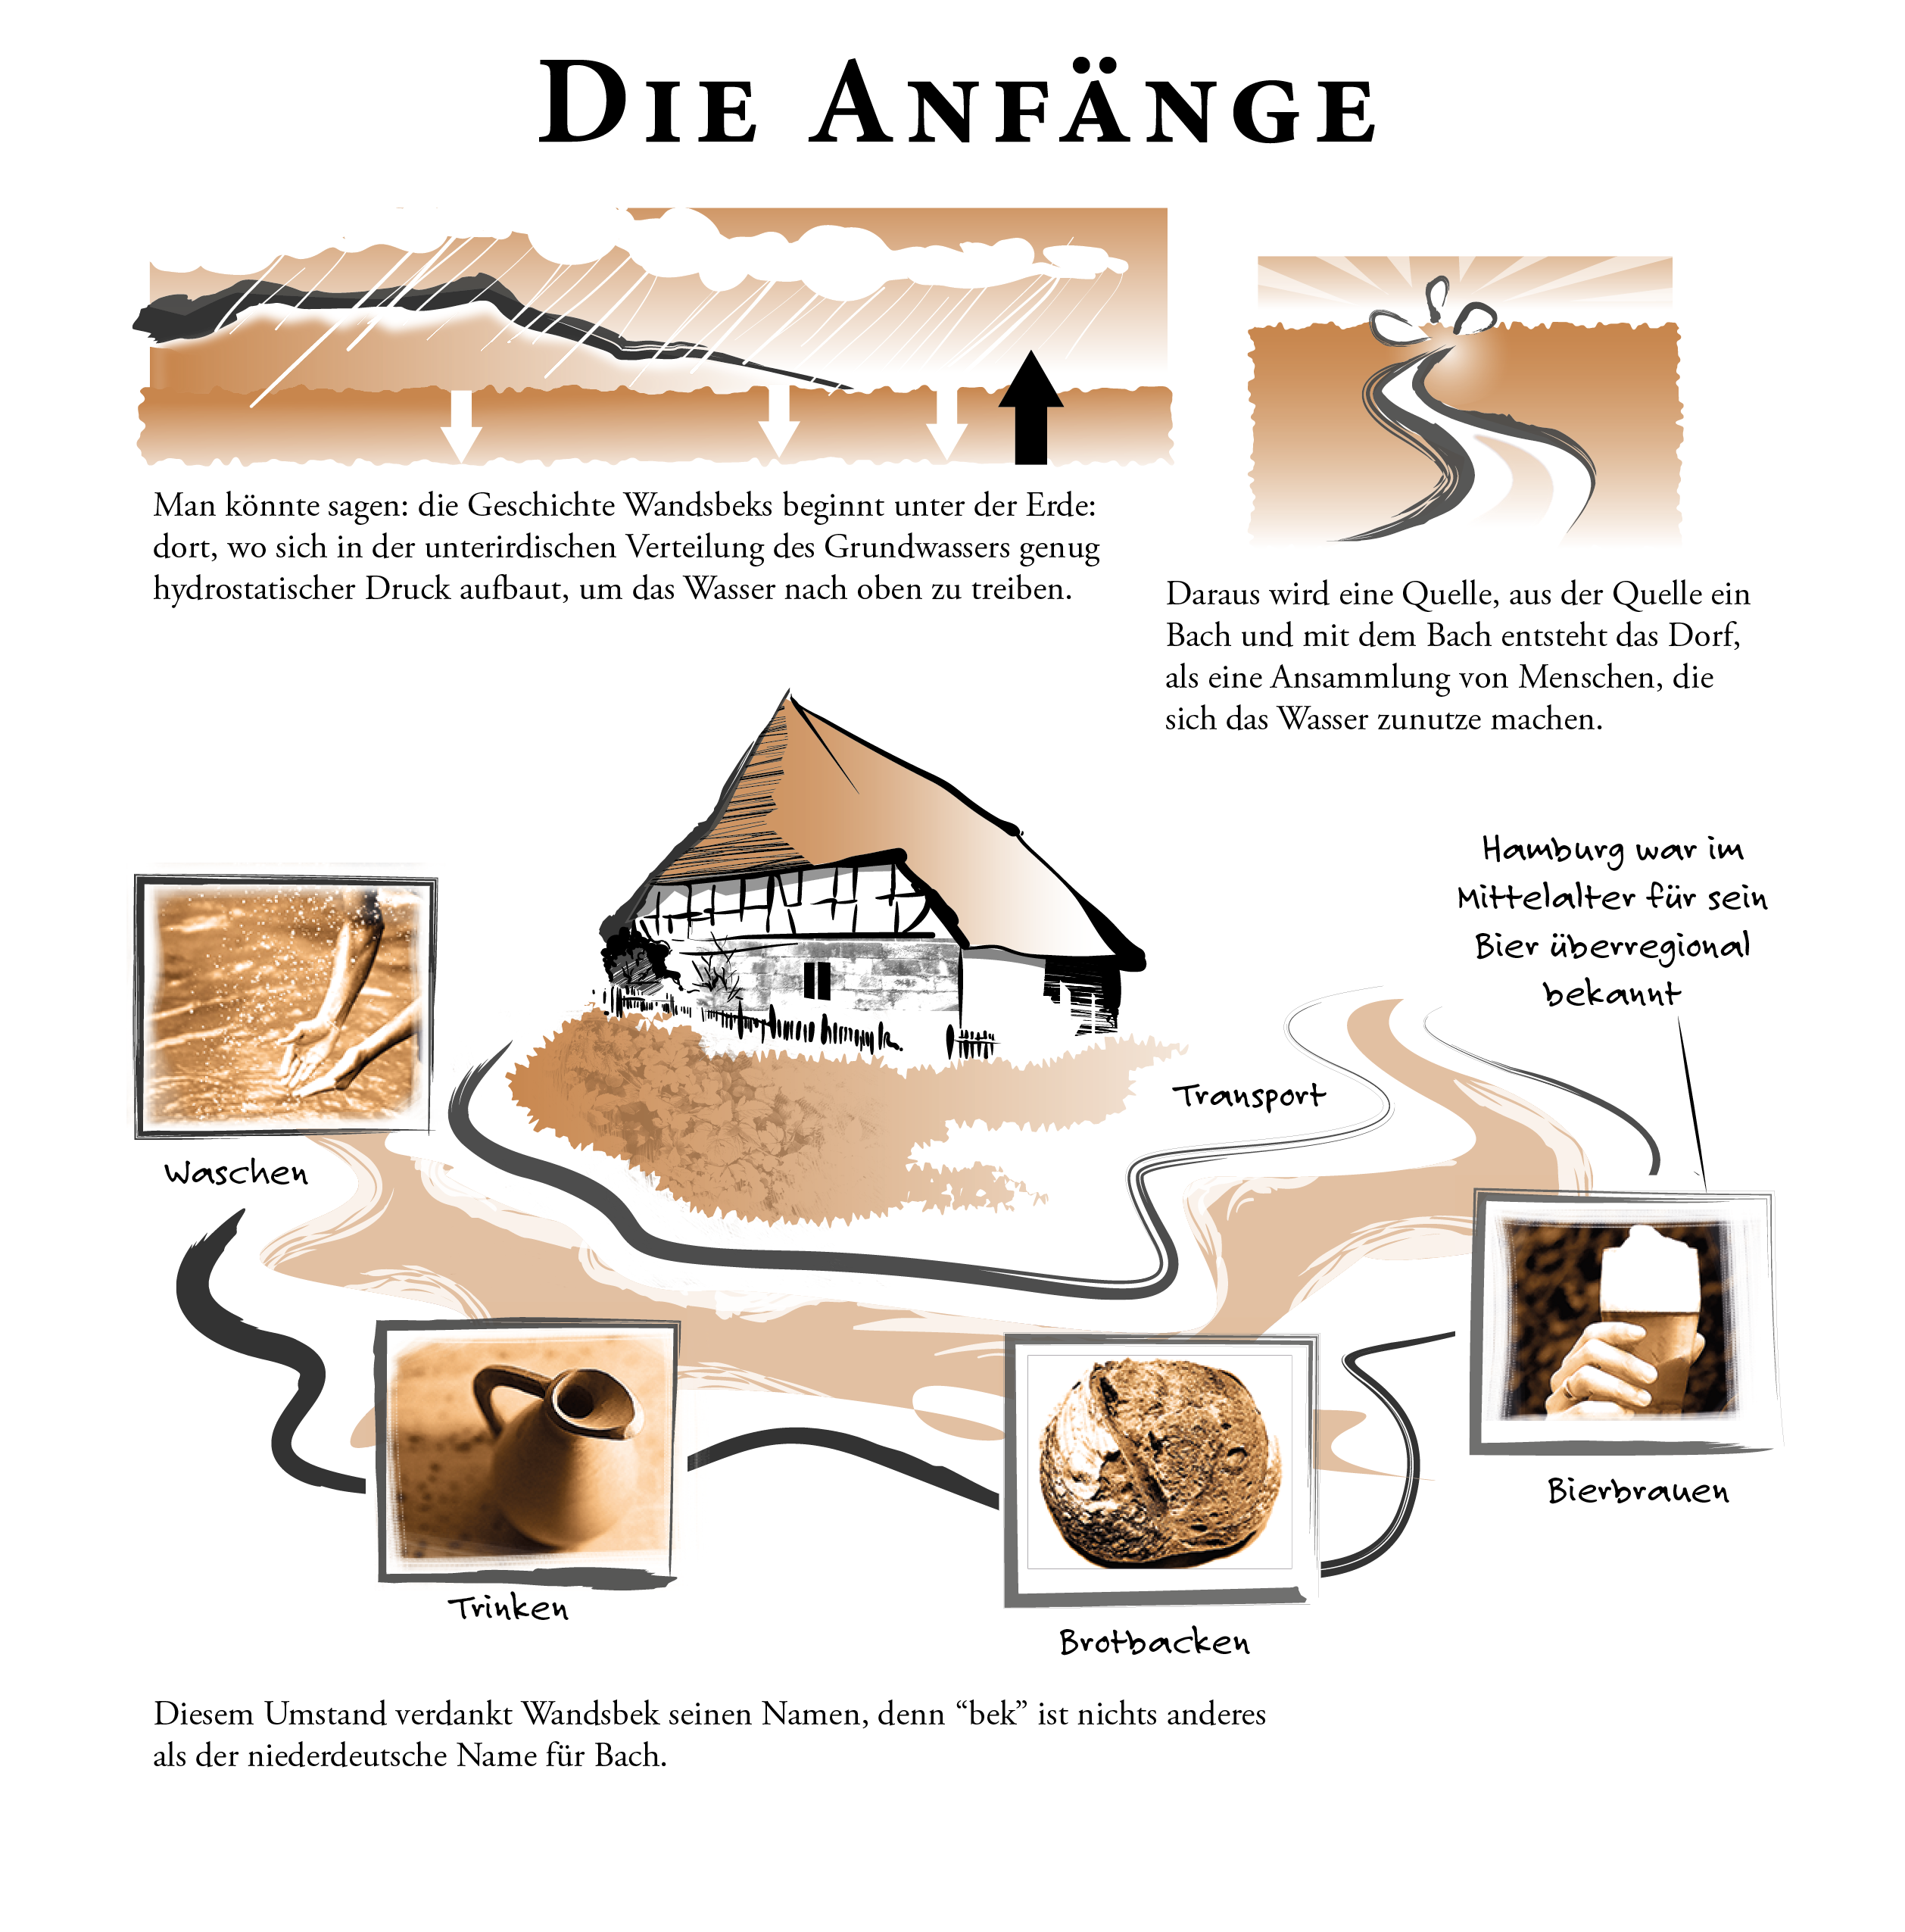 DIE ANFÄNGE
Man könnte sagen: die Geschichte Wandsbeks beginnt unter der Erde:
dort, wo sich in der unterirdischen Verteilung des Grundwassers genug
hydrostatischer Druck aufbaut, um das Wasser nach oben zu treiben.
Daraus wird eine Quelle, aus der Quelle ein
Bach und mit dem Bach entsteht das Dorf,
als eine Ansammlung von Menschen, die
sich das Wasser zunutze machen.
Hamburg war im
Mittelalter für sein
Bier überregional
bekannt
Transport
Waschen
Bierbrauen
Trinken
Brotbacken
Diesem Umstand verdankt Wandsbek seinen Namen, denn “bek” ist nichts anderes
als der niederdeutsche Name für Bach.